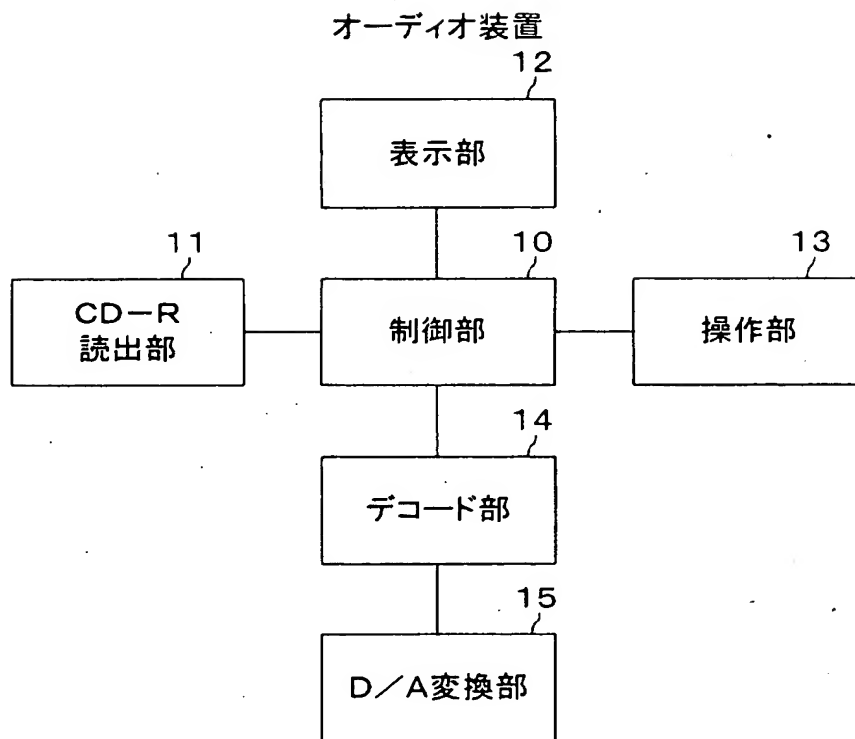 オーディオ装置
12
表示部
11
CD－R
読出部
10
制御部
13
操作部
14
デコード部
15
D／A変換部